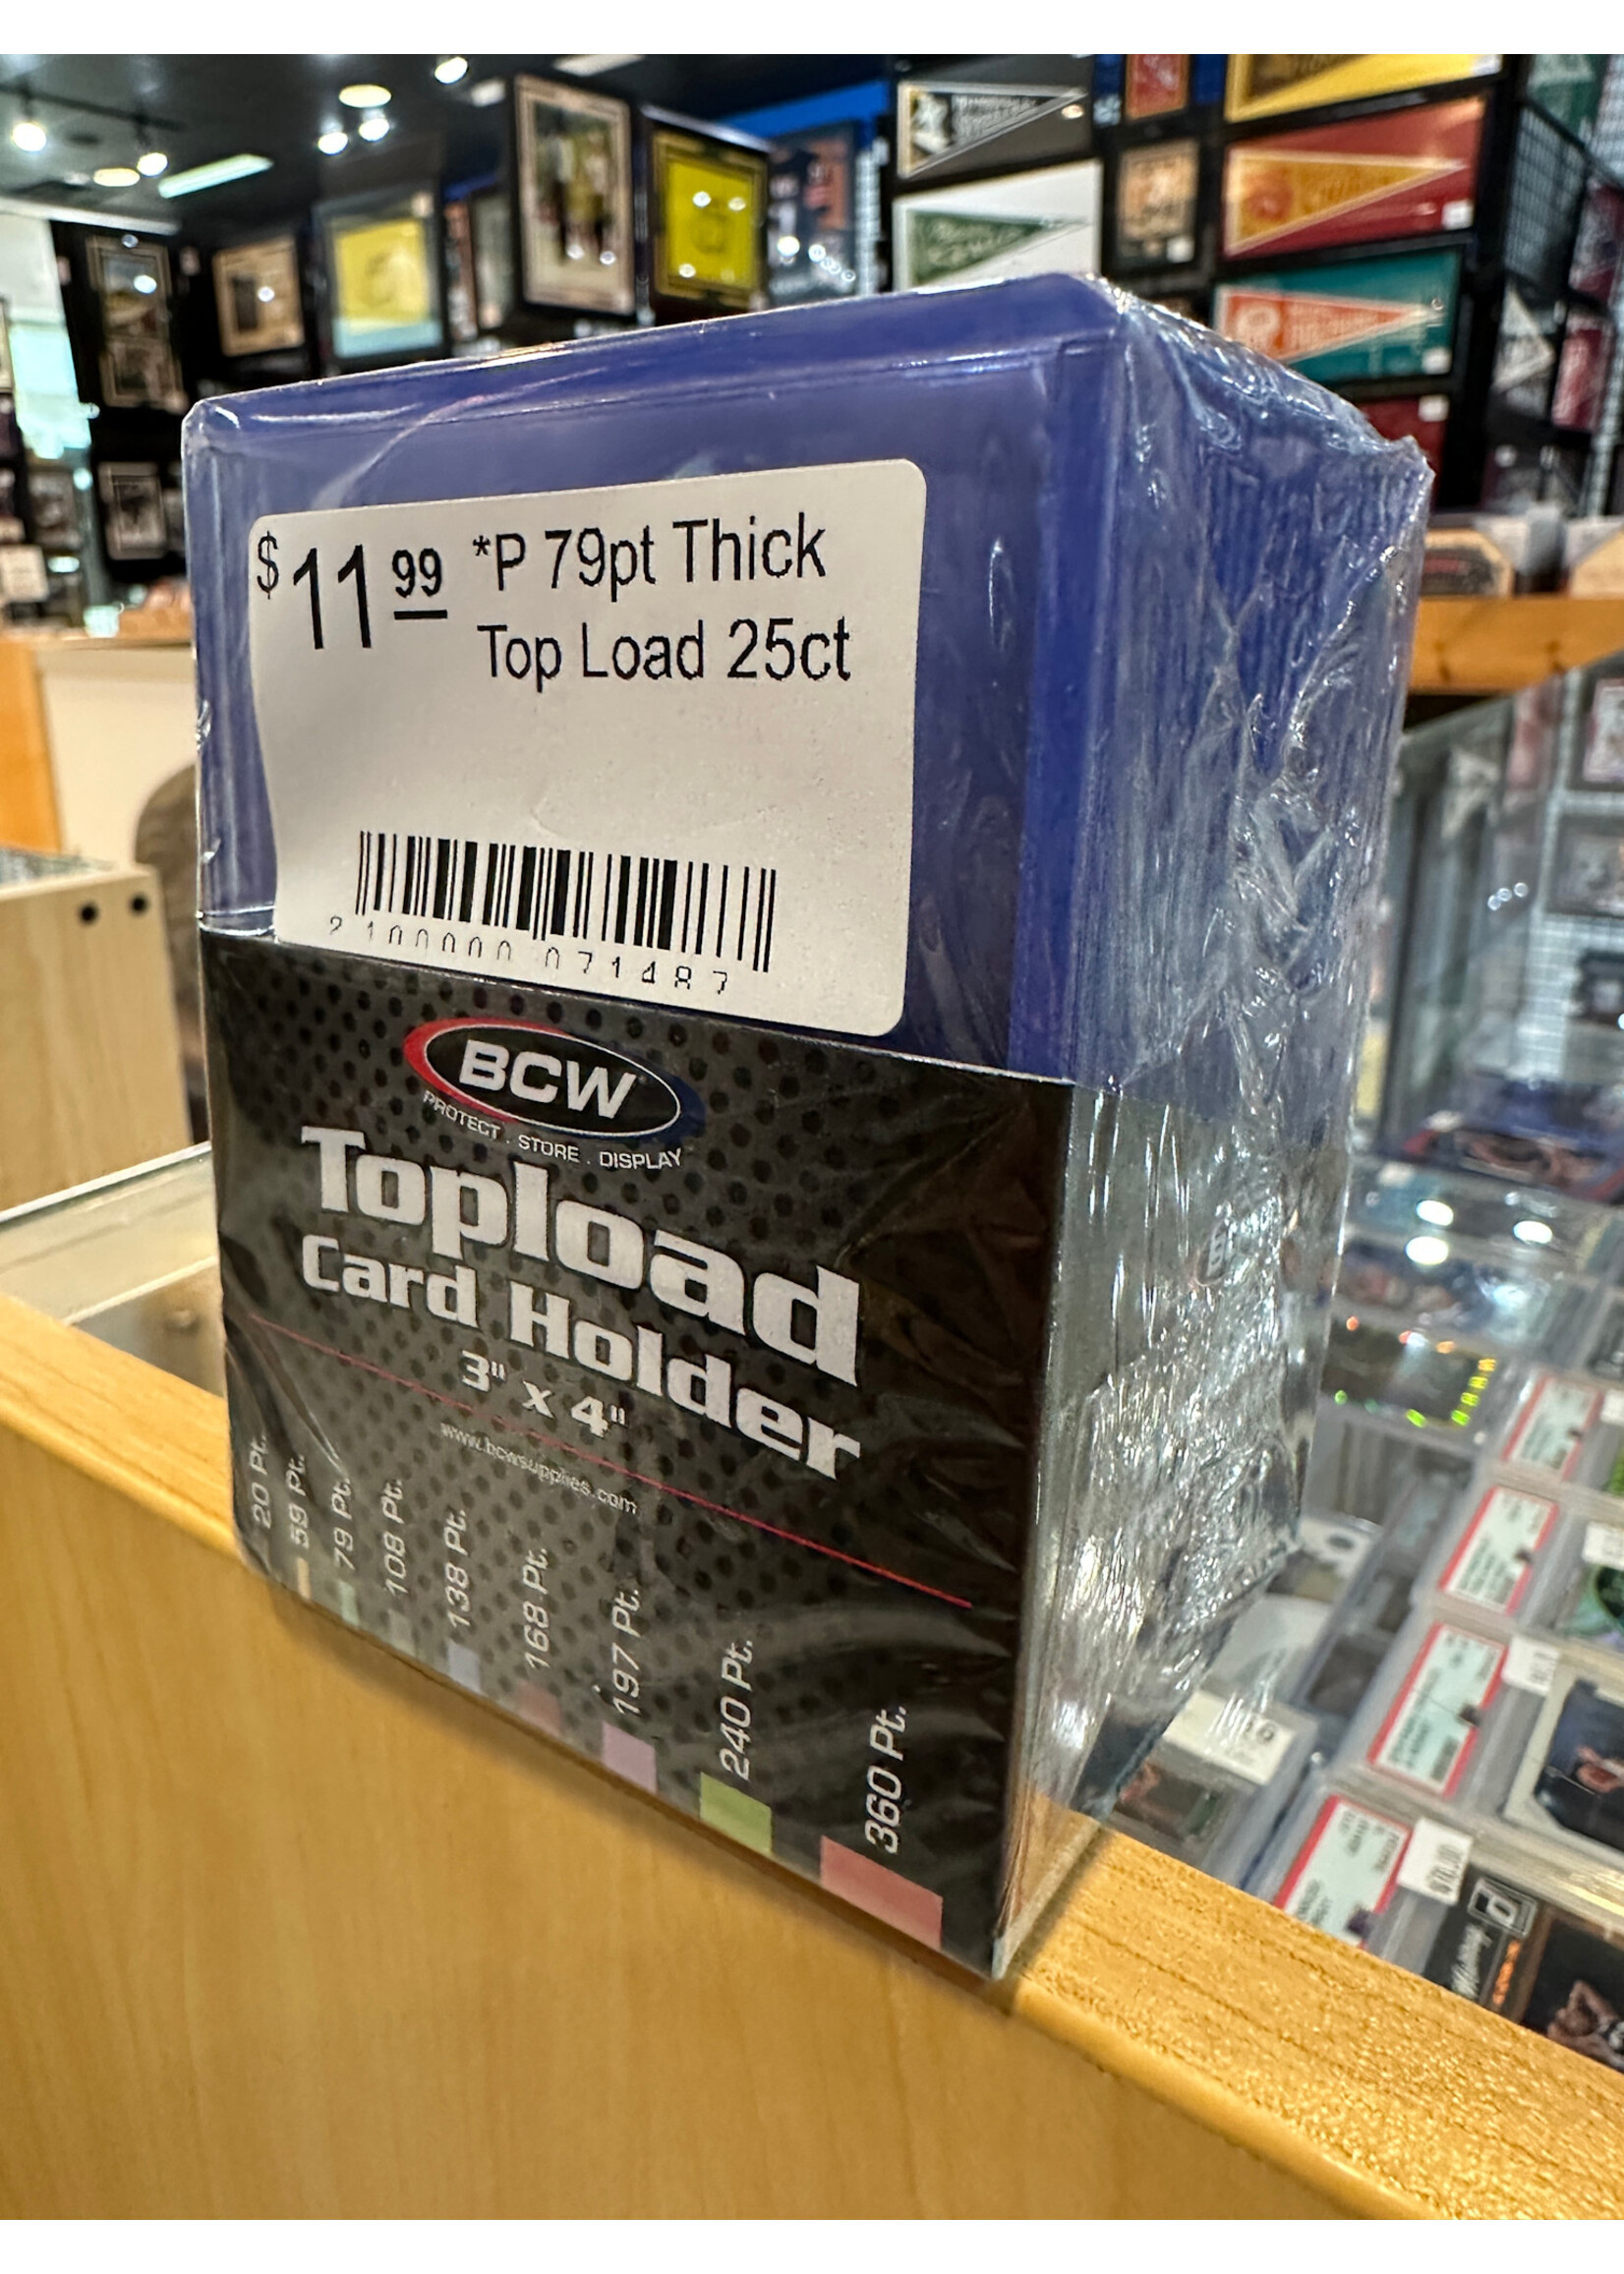 $11.99 *P 79pt Thick
Top Load 25ct
2 100000 071487
BCW
PROTECT . STORE . DISPLAY
Topload
Card Holder
3" x 4"
www.bcwsupplies.com
20 Pt.
59 Pt.
79 Pt.
108 Pt.
138 Pt.
168 Pt.
197 Pt.
240 Pt.
360 Pt.